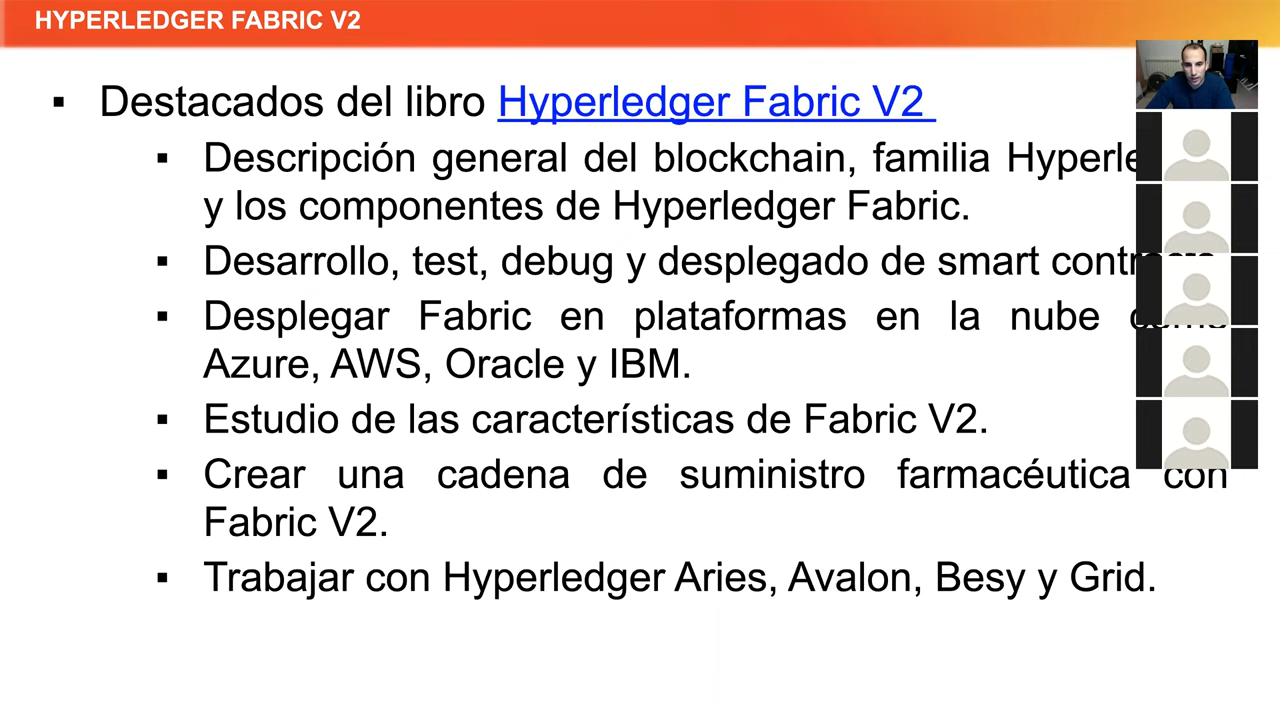 HYPERLEDGER FABRIC V2
▪ Destacados del libro Hyperledger Fabric V2
▪ Descripción general del blockchain, familia
y los componentes de Hyperledger Fabric.
▪ Desarrollo, test, debug y desplegado de smart
▪ Desplegar Fabric en plataformas en la nube
Azure, AWS, Oracle y IBM.
▪ Estudio de las características de Fabric V2.
▪ Crear una cadena de suministro farmacéutica con
Fabric V2.
▪ Trabajar con Hyperledger Aries, Avalon, Besy y Grid.